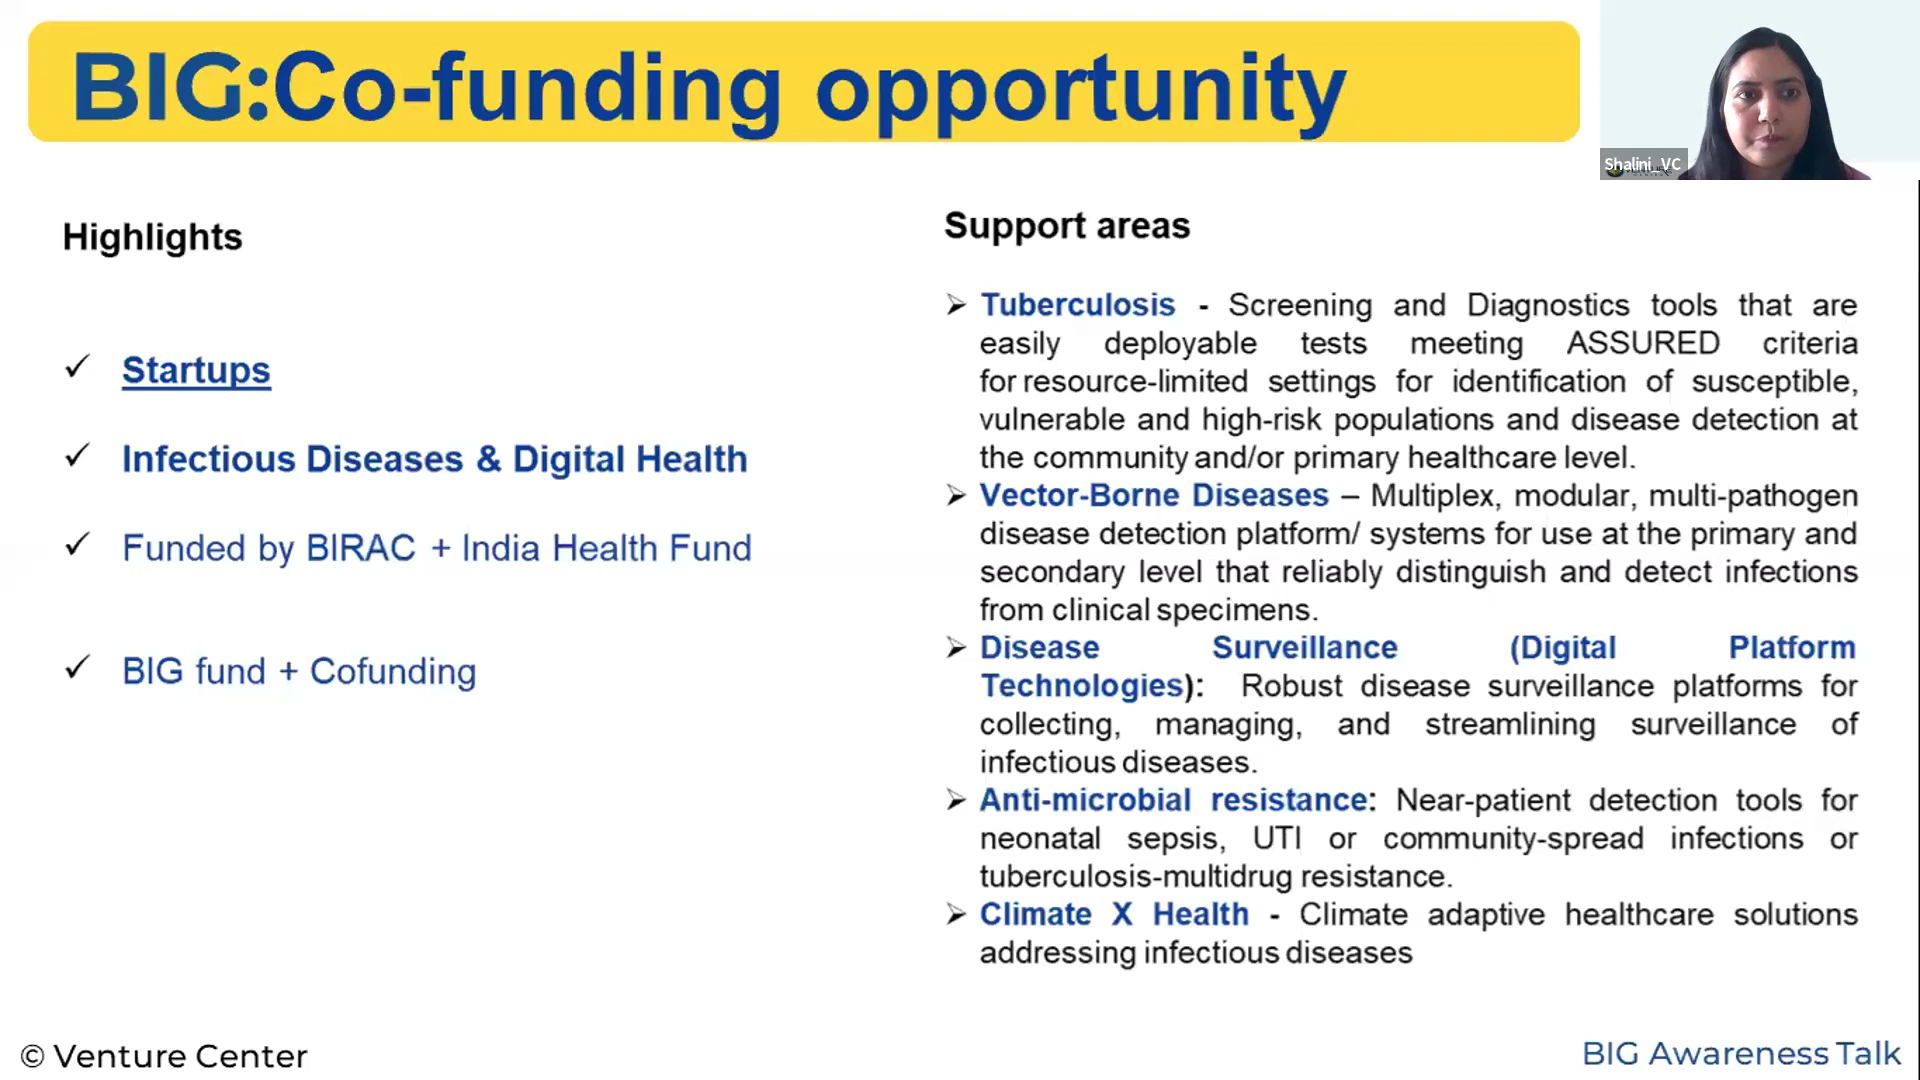 BIG:Co-funding opportunity
Shalini_VC
Highlights
✓ Startups
✓ Infectious Diseases & Digital Health
✓ Funded by BIRAC + India Health Fund
✓ BIG fund + Cofunding
Support areas
➢ Tuberculosis - Screening and Diagnostics tools that are
easily deployable tests meeting ASSURED criteria
for resource-limited settings for identification of susceptible,
vulnerable and high-risk populations and disease detection at
the community and/or primary healthcare level.
➢ Vector-Borne Diseases – Multiplex, modular, multi-pathogen
disease detection platform/ systems for use at the primary and
secondary level that reliably distinguish and detect infections
from clinical specimens.
➢ Disease Surveillance (Digital Platform
Technologies): Robust disease surveillance platforms for
collecting, managing, and streamlining surveillance of
infectious diseases.
➢ Anti-microbial resistance: Near-patient detection tools for
neonatal sepsis, UTI or community-spread infections or
tuberculosis-multidrug resistance.
➢ Climate X Health - Climate adaptive healthcare solutions
addressing infectious diseases
© Venture Center
BIG Awareness Talk